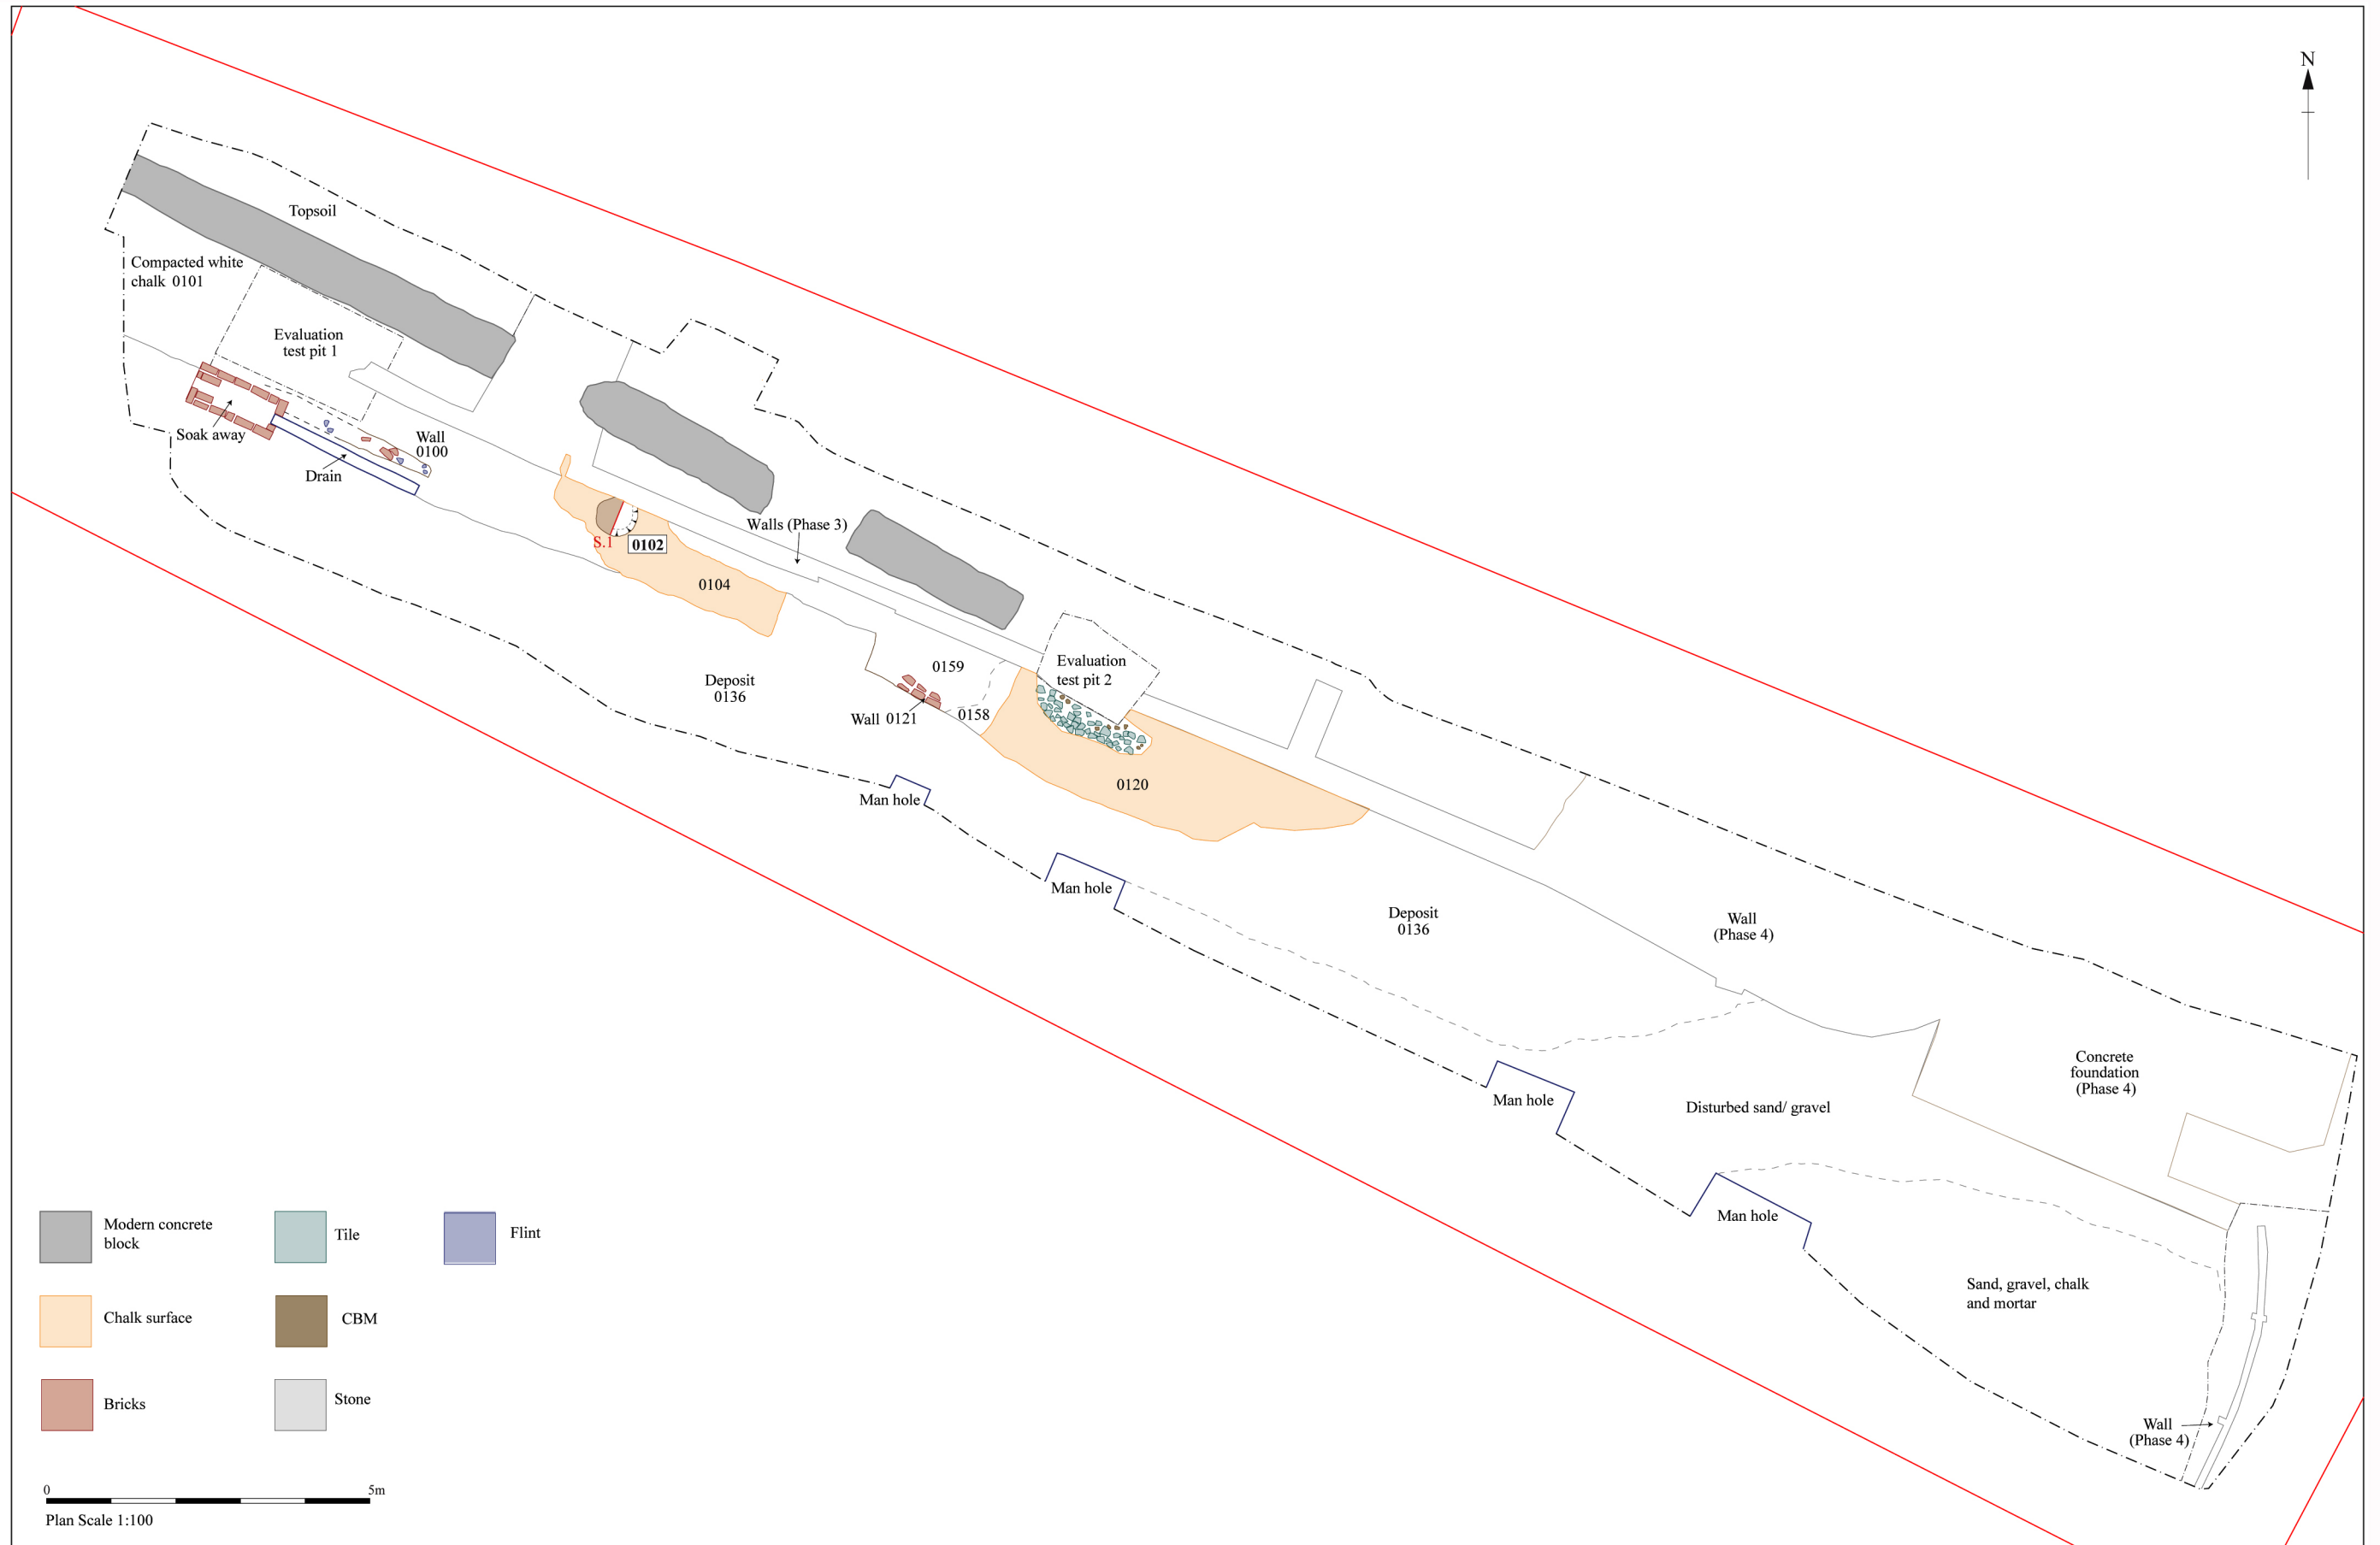 N
Topsoil
Compacted white
chalk 0101
Evaluation
test pit 1
Soak away
Wall
0100
Drain
Walls (Phase 3)
S.1
0102
0104
0159
Evaluation
test pit 2
Deposit
0136
Wall 0121
0158
0120
Man hole
Man hole
Deposit
0136
Wall
(Phase 4)
Concrete
foundation
(Phase 4)
Man hole
Disturbed sand/ gravel
Man hole
Sand, gravel, chalk
and mortar
Wall
(Phase 4)
Modern concrete
block
Tile
Flint
Chalk surface
CBM
Bricks
Stone
0
5m
Plan Scale 1:100